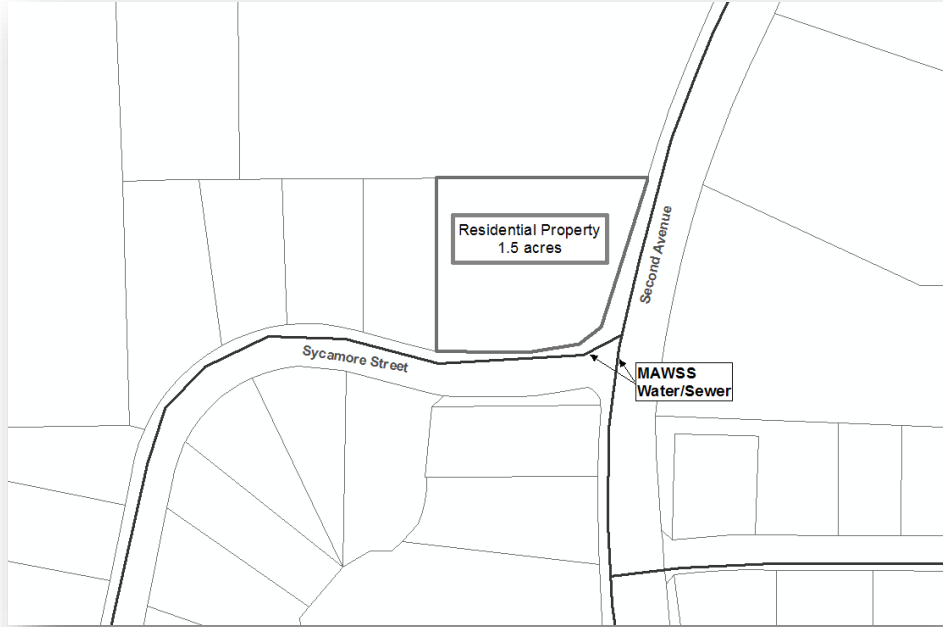 Residential Property
1.5 acres
Second Avenue
Sycamore Street
MAWSS
Water/Sewer